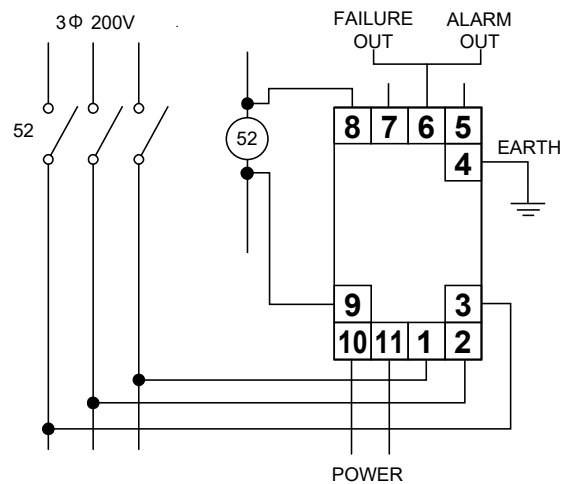 3Φ 200V
FAILURE OUT
ALARM OUT
52
52
8 7 6 5
4
EARTH
9 3
10 11 1 2
POWER